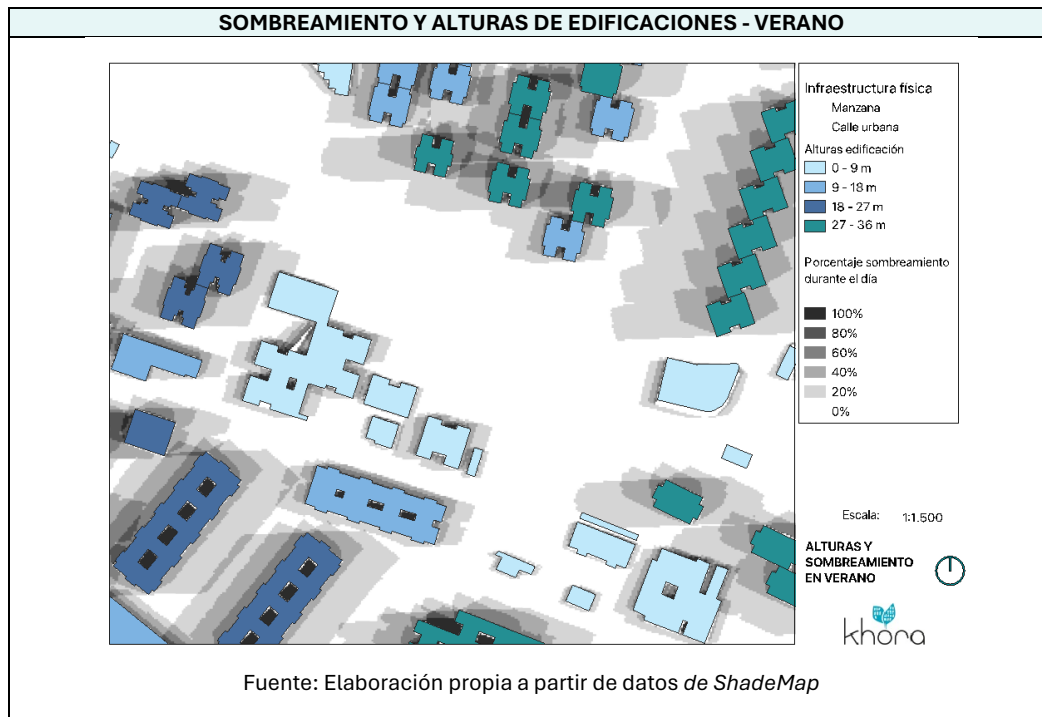 SOMBREAMIENTO Y ALTURAS DE EDIFICACIONES - VERANO
Infraestructura física
Manzana
Calle urbana
Alturas edificación
0 - 9 m
9 - 18 m
18 - 27 m
27 - 36 m
Porcentaje sombreamiento
durante el día
100%
80%
60%
40%
20%
0%
Escala: 1:1.500
ALTURAS Y
SOMBREAMIENTO
EN VERANO
khora
Fuente: Elaboración propia a partir de datos de ShadeMap